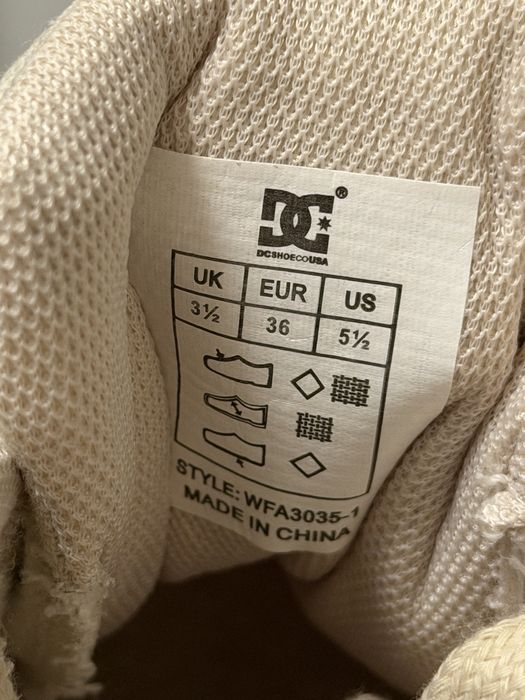 DC ®
DCSHOECOUSA
UK EUR US
3½ 36 5½
STYLE: WFA3035-1
MADE IN CHINA